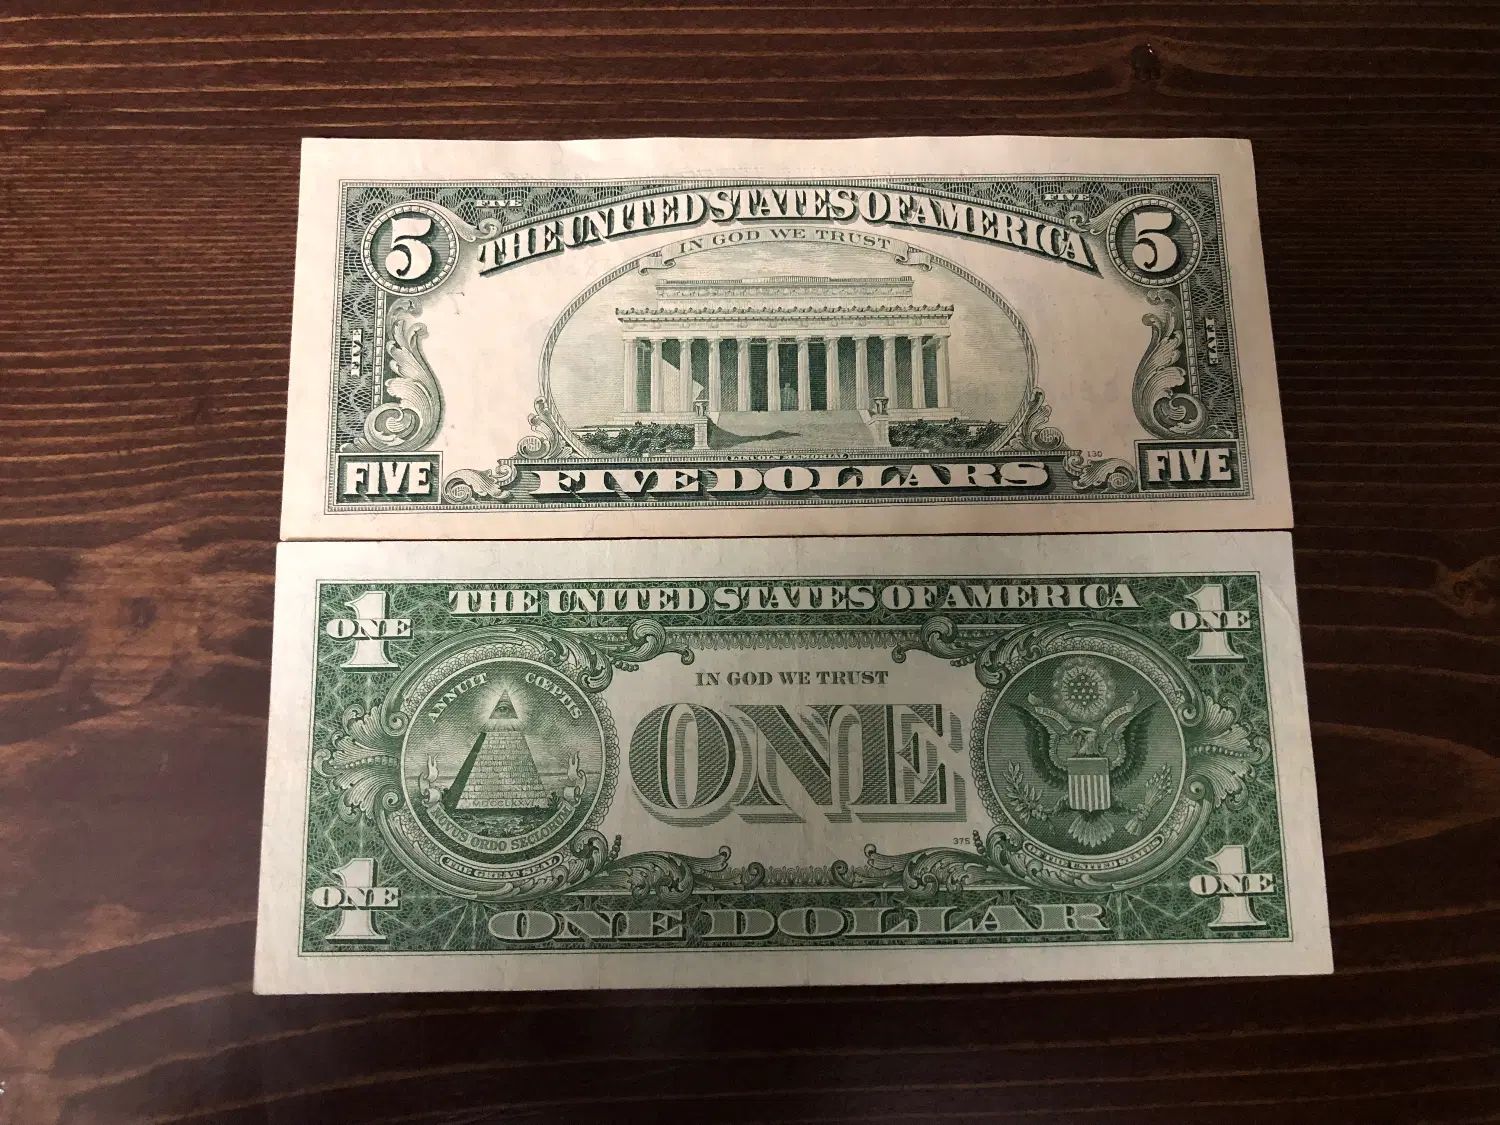 FIVE FIVE
THE UNITED STATES OF AMERICA
5 5
IN GOD WE TRUST
FIVE FIVE
LINCOLN MEMORIAL
130
FIVE FIVE DOLLARS FIVE
THE UNITED STATES OF AMERICA
1 1
ONE ONE
IN GOD WE TRUST
ANNUIT CŒPTIS
ONE
MDCCLXXVI
NOVUS ORDO SECLORUM
375
THE GREAT SEAL OF THE UNITED STATES
1 1
ONE ONE
ONE DOLLAR